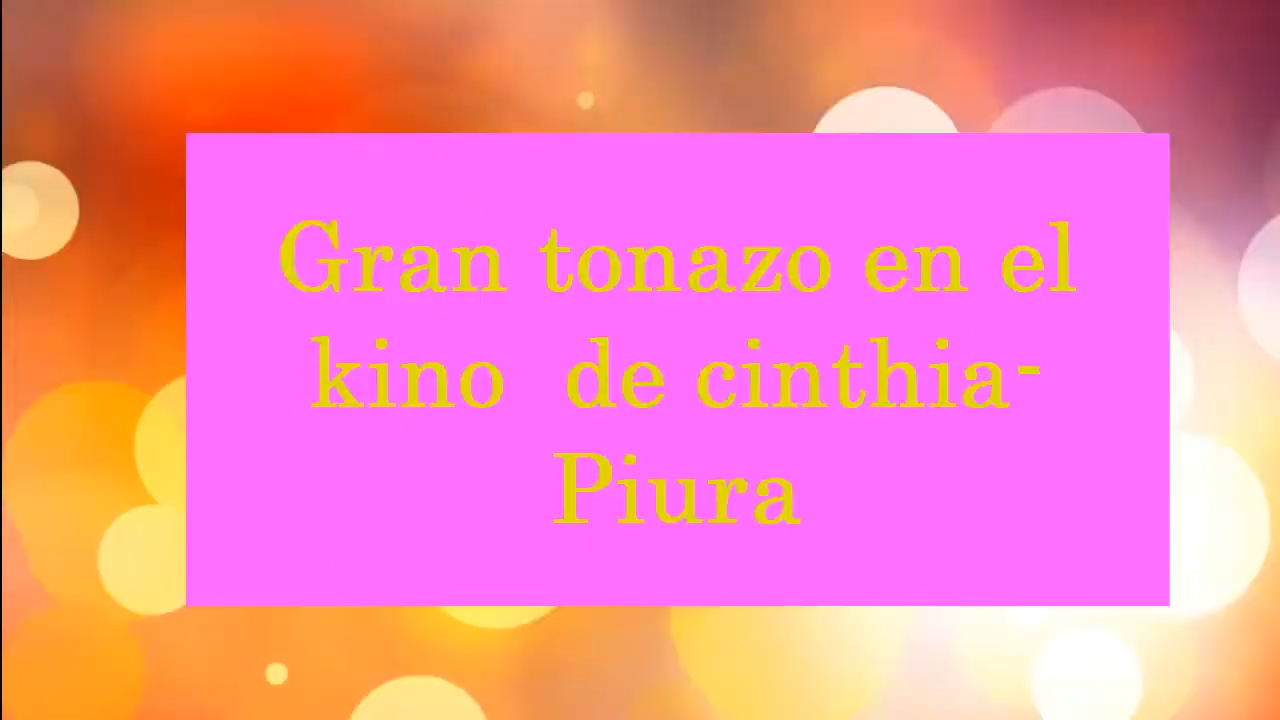 Gran tonazo en el
kino  de cinthia-
Piura